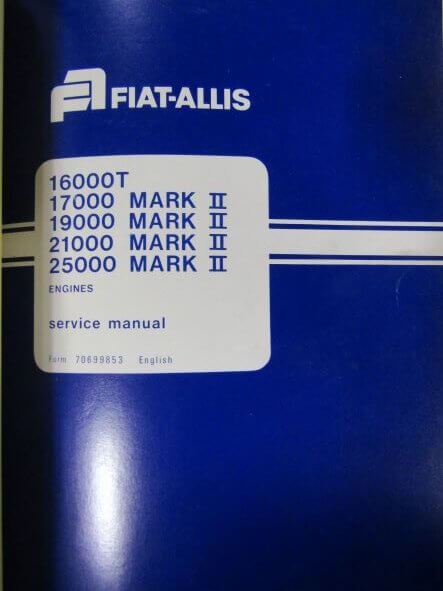 FIAT-ALLIS
16000T
17000 MARK II
19000 MARK II
21000 MARK II
25000 MARK II
ENGINES
service manual
Form 70699853 English